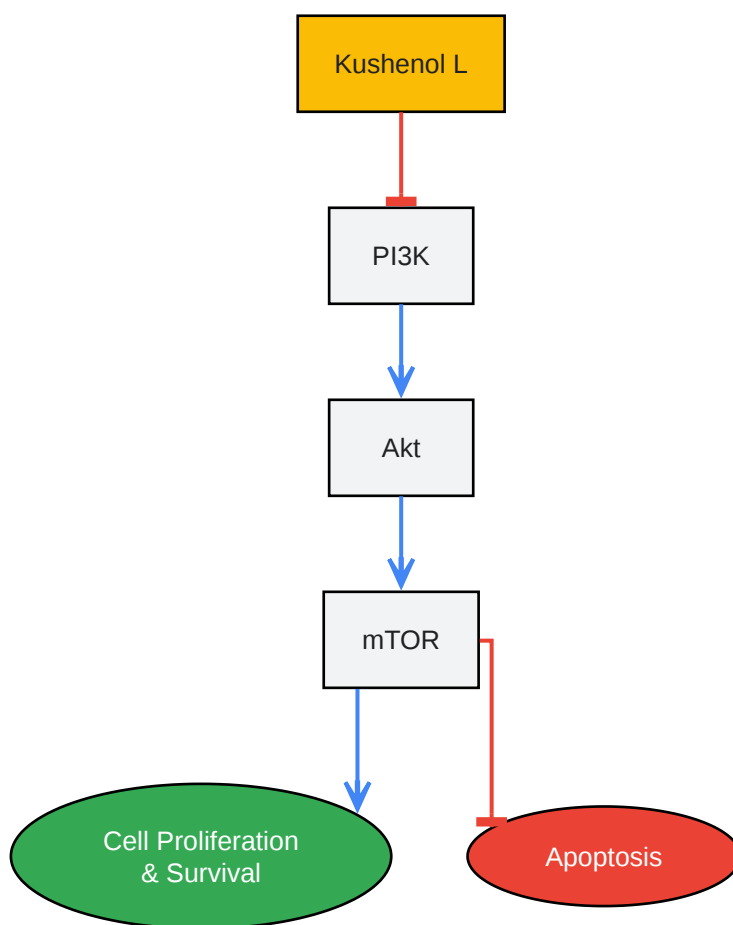 Kushenol L
PI3K
Akt
mTOR
Cell Proliferation
& Survival
Apoptosis